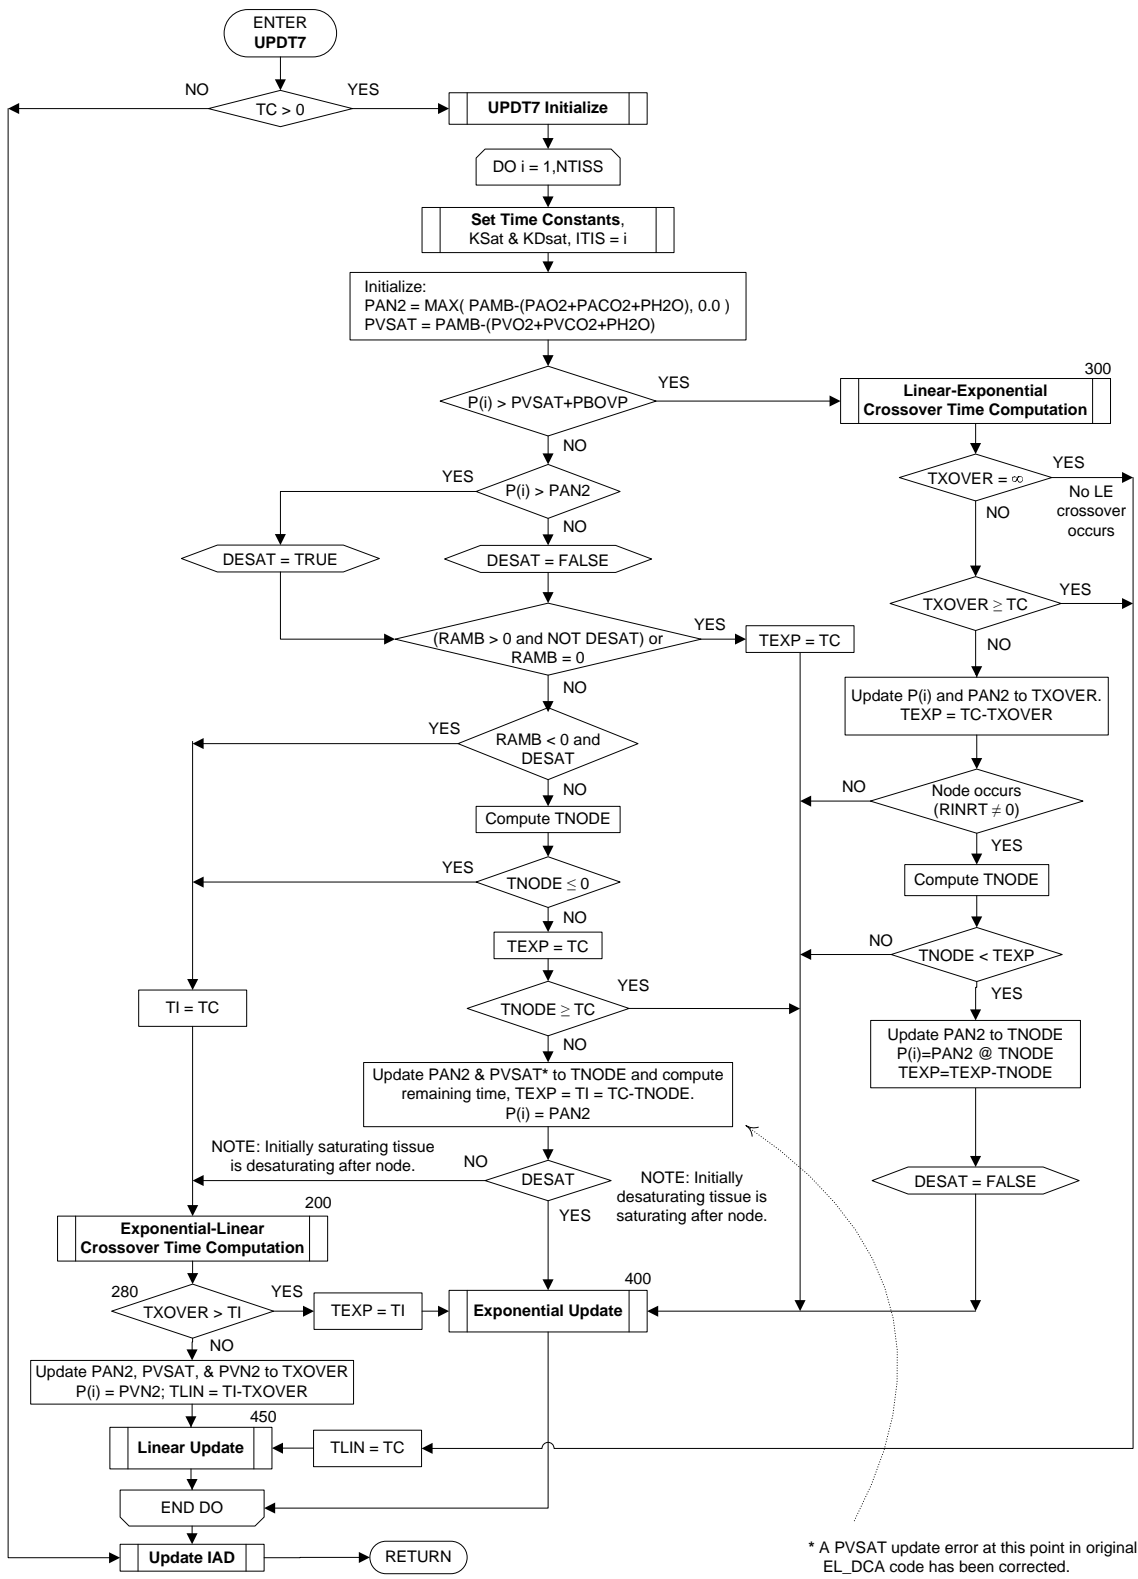 ENTER
UPDT7
NO
YES
TC > 0
UPDT7 Initialize
DO i = 1,NTISS
Set Time Constants,
KSat & KDsat, ITIS = i
Initialize:
PAN2 = MAX( PAMB-(PAO2+PACO2+PH2O), 0.0 )
PVSAT = PAMB-(PVO2+PVCO2+PH2O)
P(i) > PVSAT+PBOVP
YES
NO
300
Linear-Exponential
Crossover Time Computation
YES
P(i) > PAN2
NO
TXOVER = ∞
YES
No LE
crossover
occurs
NO
DESAT = TRUE
DESAT = FALSE
TXOVER ≥ TC
YES
NO
(RAMB > 0 and NOT DESAT) or
RAMB = 0
YES
TEXP = TC
NO
Update P(i) and PAN2 to TXOVER.
TEXP = TC-TXOVER
YES
RAMB < 0 and
DESAT
NO
NO
Node occurs
(RINRT ≠ 0)
YES
Compute TNODE
Compute TNODE
YES
TNODE ≤ 0
NO
TEXP = TC
NO
TNODE < TEXP
YES
TI = TC
TNODE ≥ TC
YES
NO
Update PAN2 to TNODE
P(i)=PAN2 @ TNODE
TEXP=TEXP-TNODE
Update PAN2 & PVSAT* to TNODE and compute
remaining time, TEXP = TI = TC-TNODE.
P(i) = PAN2
NOTE: Initially saturating tissue
is desaturating after node.
NO
DESAT
YES
NOTE: Initially
desaturating tissue is
saturating after node.
DESAT = FALSE
200
Exponential-Linear
Crossover Time Computation
280
TXOVER > TI
YES
NO
TEXP = TI
400
Exponential Update
Update PAN2, PVSAT, & PVN2 to TXOVER
P(i) = PVN2; TLIN = TI-TXOVER
450
Linear Update
TLIN = TC
END DO
Update IAD
RETURN
* A PVSAT update error at this point in original
EL_DCA code has been corrected.